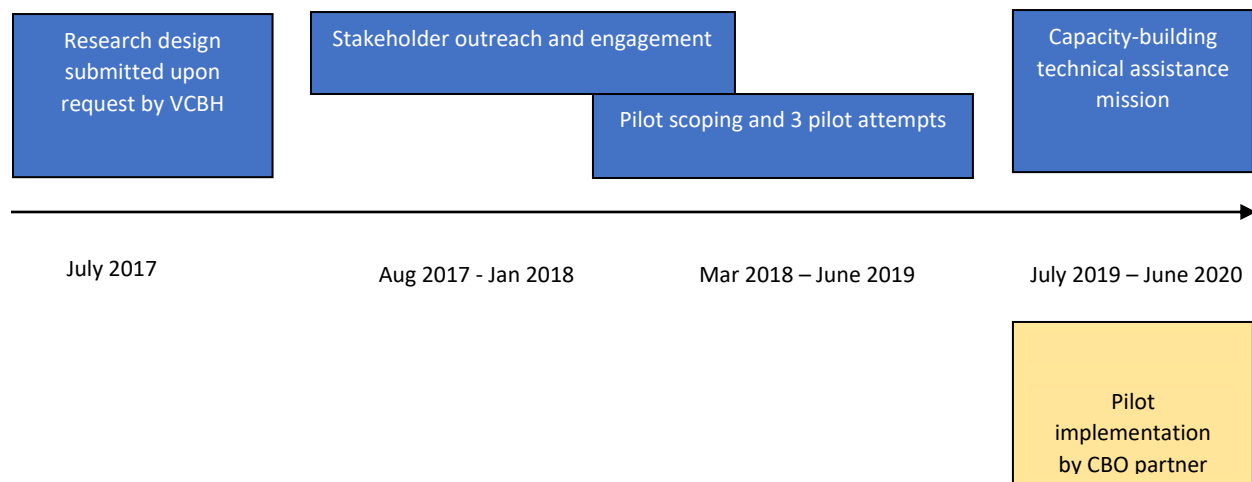 Research design
submitted upon
request by VCBH
Stakeholder outreach and engagement
Pilot scoping and 3 pilot attempts
Capacity-building
technical assistance
mission
July 2017
Aug 2017 - Jan 2018
Mar 2018 – June 2019
July 2019 – June 2020
Pilot
implementation
by CBO partner